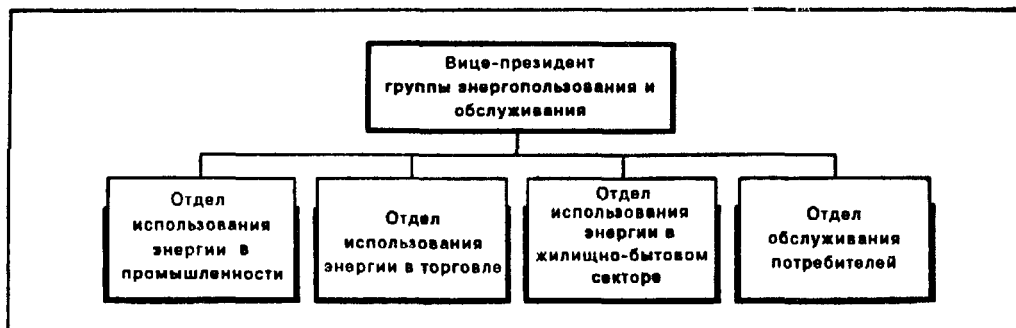 Вице-президент
группы энергопользования и
обслуживания
Отдел
использования
энергии в
промышленности
Отдел
использования
энергии в торговле
Отдел
использования
энергии в
жилищно-бытовом
секторе
Отдел
обслуживания
потребителей